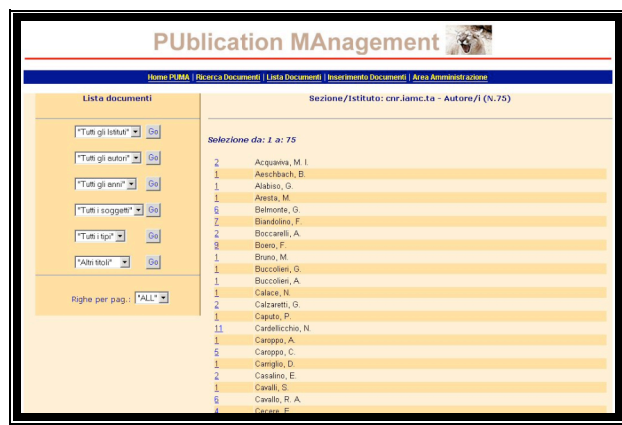 PUblication MAnagement
Home PUMA | Ricerca Documenti | Lista Documenti | Inserimento Documenti | Area Amministrazione
Lista documenti
"Tutti gli Istituti" Go
"Tutti gli autori" Go
"Tutti gli anni" Go
"Tutti i soggetti" Go
"Tutti i tipi" Go
"Altri titoli" Go
Righe per pag.: "ALL"
Sezione/Istituto: cnr.iamc.ta - Autore/i (N.75)
Selezione da: 1 a: 75
2 Acquaviva, M. I.
1 Aeschbach, B.
1 Alabiso, G.
1 Aresta, M.
6 Belmonte, G.
7 Biandolino, F.
2 Boccarelli, A.
9 Boero, F.
1 Bruno, M.
1 Buccolieri, G.
1 Buccolieri, A.
1 Calace, N.
2 Calzaretti, G.
1 Caputo, P.
11 Cardellicchio, N.
1 Caroppo, A.
5 Caroppo, C.
1 Carriglio, D.
2 Casalino, E.
1 Cavalli, S.
6 Cavallo, R. A.
4 Cecere, E.